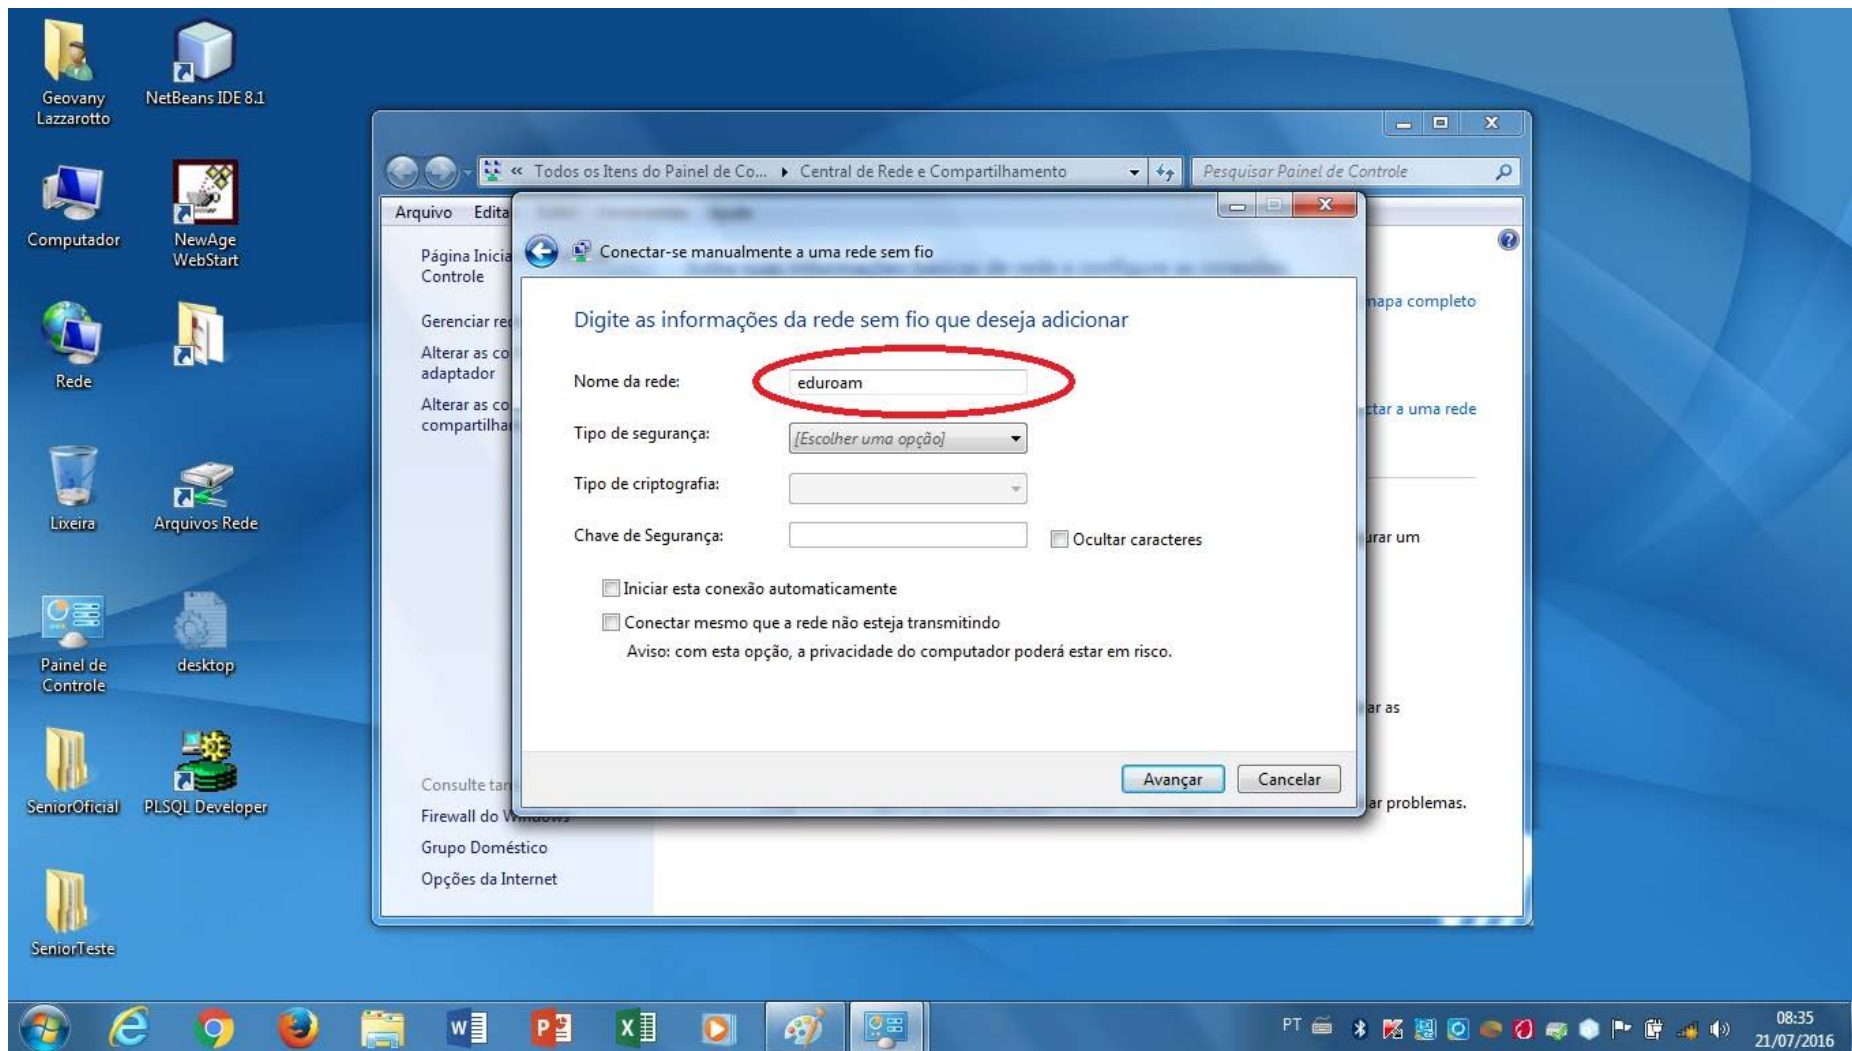 Geovany
Lazzarotto
NetBeans IDE 8.1
Computador
NewAge
WebStart
Rede
Lixeira
Arquivos Rede
Painel de
Controle
desktop
SeniorOficial
PLSQL Developer
SeniorTeste
« Todos os Itens do Painel de Co... Central de Rede e Compartilhamento
Pesquisar Painel de Controle
Arquivo Edita
Página Inicia
Controle
Gerenciar red
Alterar as co
adaptador
Alterar as co
compartilha
Consulte tam
Firewall do Windows
Grupo Doméstico
Opções da Internet
mapa completo
ctar a uma rede
urar um
ar as
ar problemas.
Conectar-se manualmente a uma rede sem fio
Digite as informações da rede sem fio que deseja adicionar
Nome da rede: eduroam
Tipo de segurança: [Escolher uma opção]
Tipo de criptografia:
Chave de Segurança: Ocultar caracteres
Iniciar esta conexão automaticamente
Conectar mesmo que a rede não esteja transmitindo
Aviso: com esta opção, a privacidade do computador poderá estar em risco.
Avançar Cancelar
PT
08:35
21/07/2016